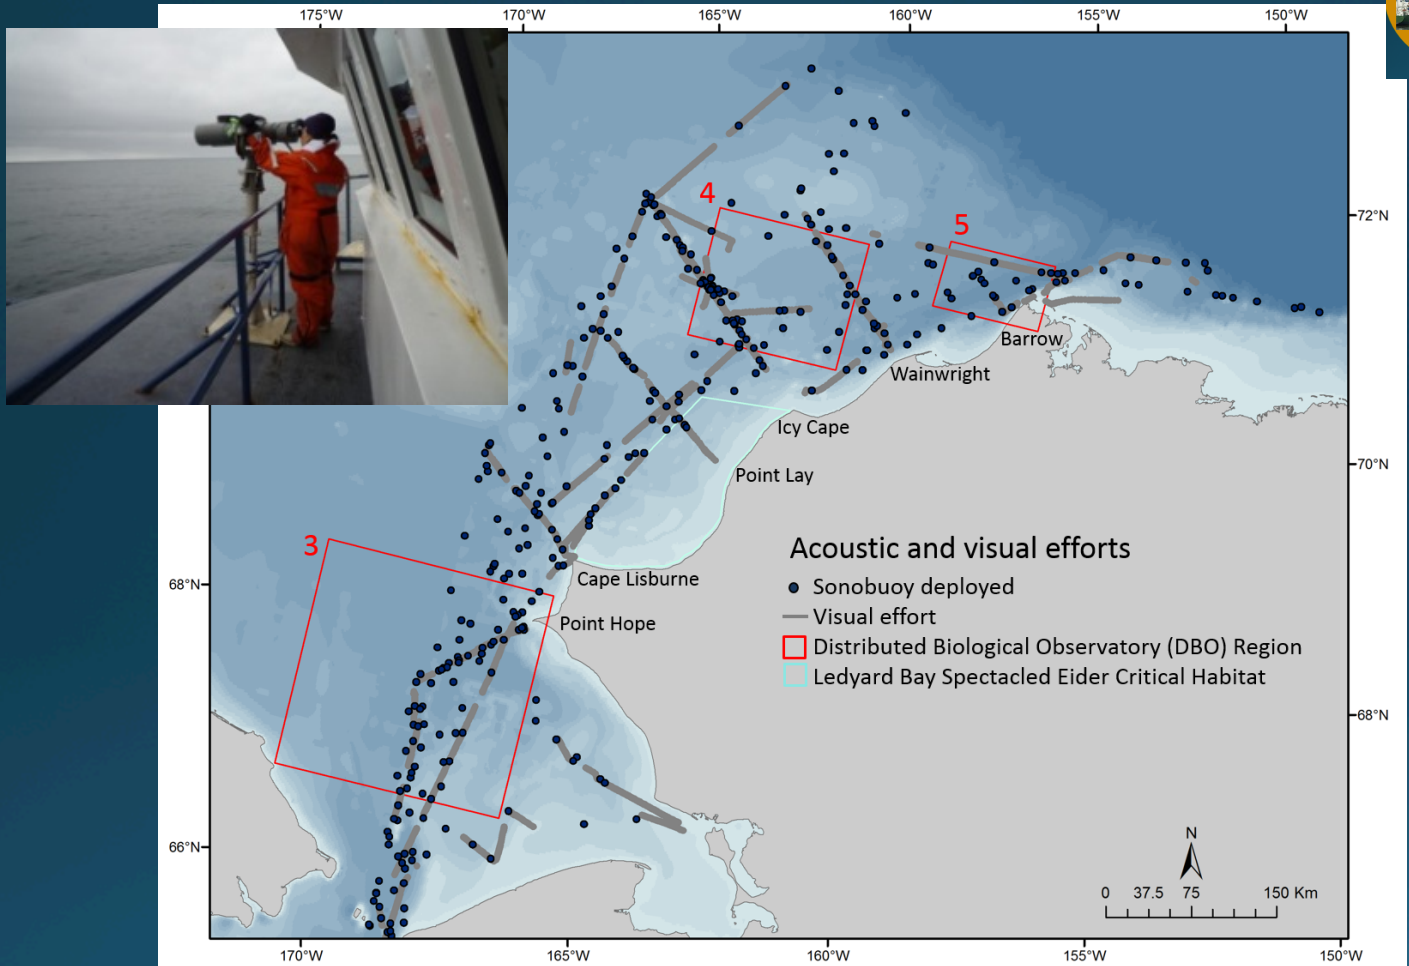 175°W 170°W 165°W 160°W 155°W 150°W
4
5
72°N
Barrow
Wainwright
Icy Cape
70°N
Point Lay
3
Acoustic and visual efforts
68°N
Cape Lisburne
Sonobuoy deployed
Point Hope
Visual effort
Distributed Biological Observatory (DBO) Region
Ledyard Bay Spectacled Eider Critical Habitat
68°N
N
66°N
0 37.5 75 150 Km
170°W 165°W 160°W 155°W 150°W